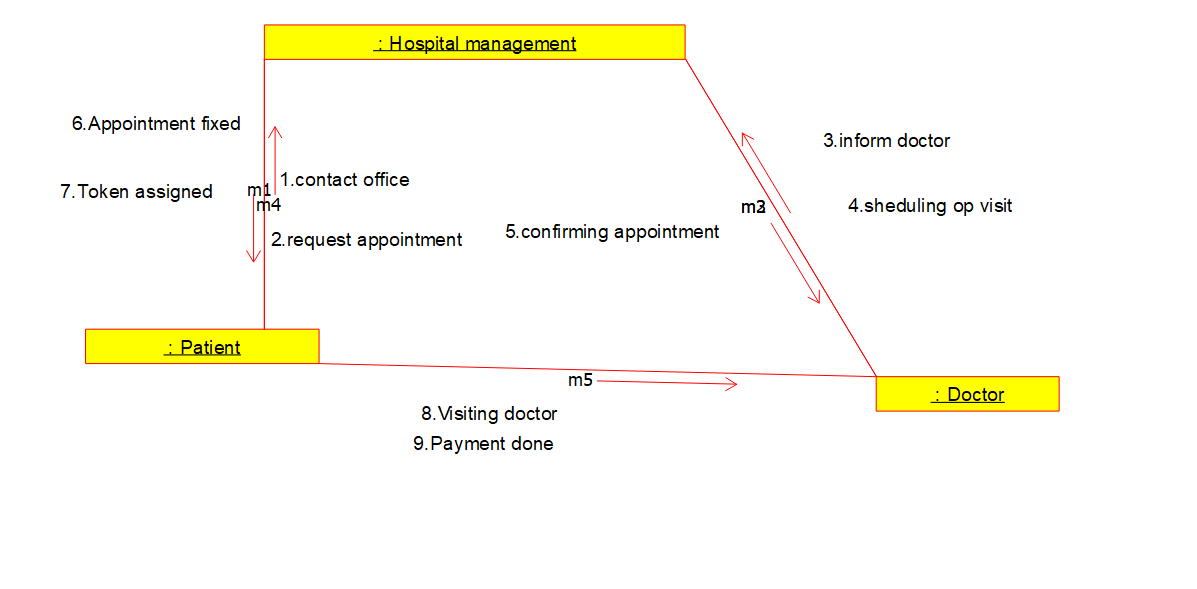 : Hospital management
6.Appointment fixed
3.inform doctor
1.contact office
7.Token assigned
m1
m4
m3
4.sheduling op visit
5.confirming appointment
2.request appointment
: Patient
m5
: Doctor
8.Visiting doctor
9.Payment done